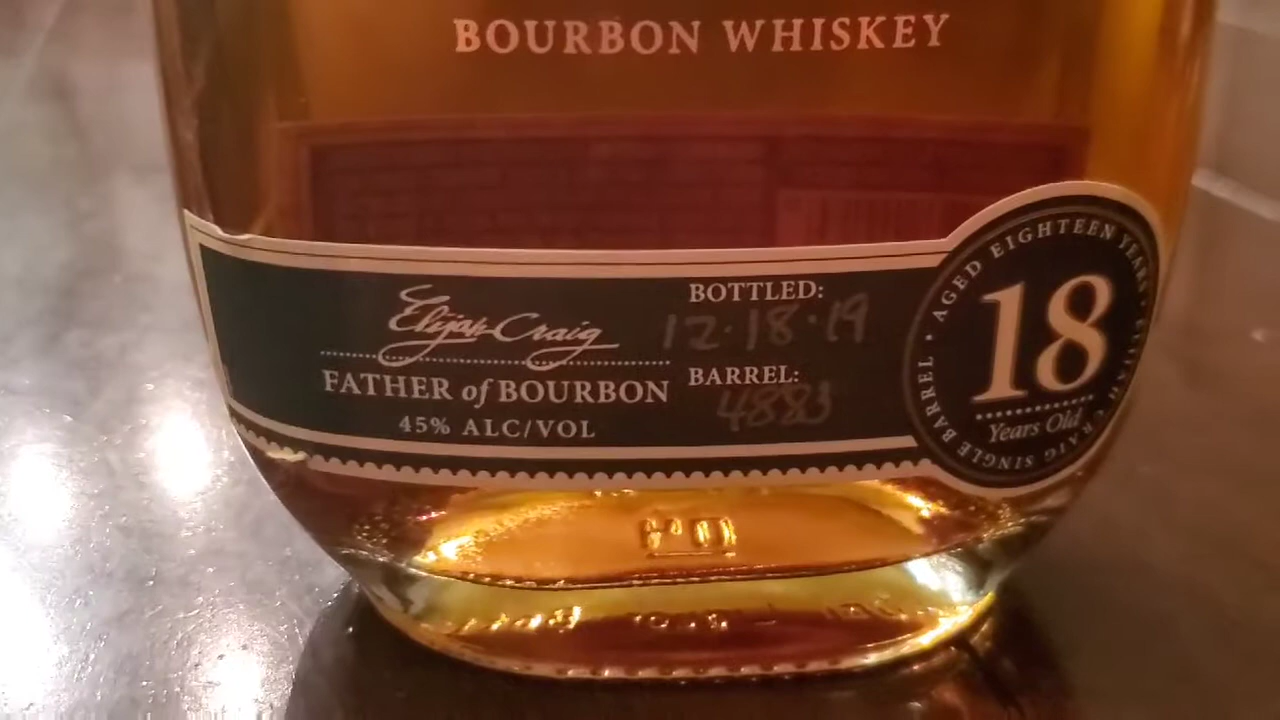 BOURBON WHISKEY
Elijah Craig
FATHER of BOURBON
45% ALC/VOL
BOTTLED:
12·18·19
BARREL:
4883
AGED EIGHTEEN YEARS · ELIJAH CRAIG SINGLE BARREL ·
18
Years Old